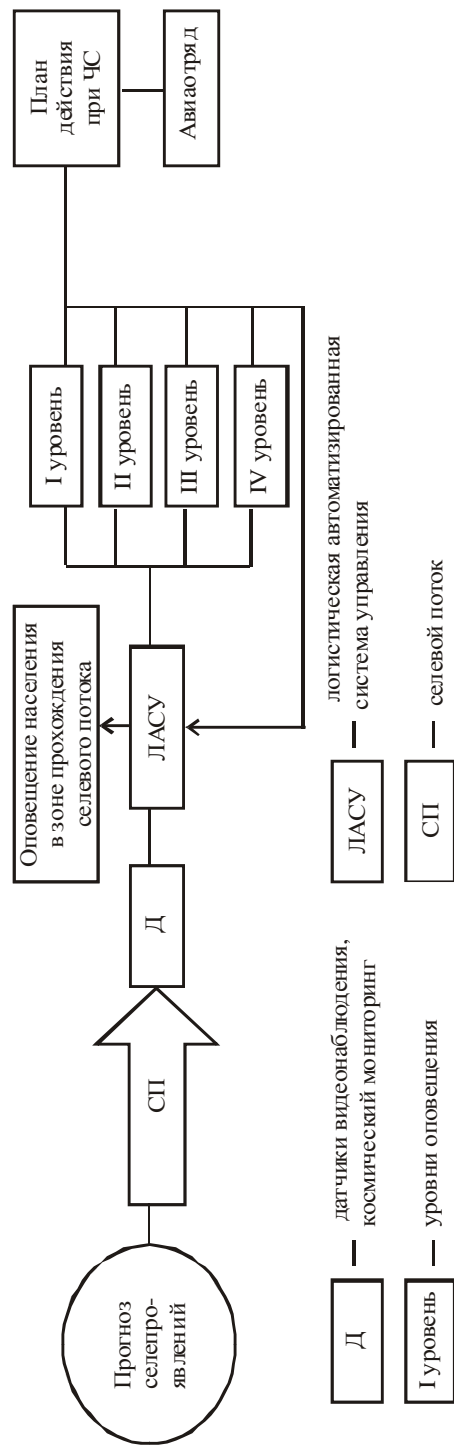 Прогноз
селепро-
явлений
СП
Д
ЛАСУ
Оповещение населения
в зоне прохождения
селевого потока
I уровень
II уровень
III уровень
IV уровень
План
действия
при ЧС
Авиаотряд
Д — датчики видеонаблюдения,
космический мониторинг
I уровень — уровни оповещения
ЛАСУ — логистическая автоматизированная
система управления
СП — селевой поток